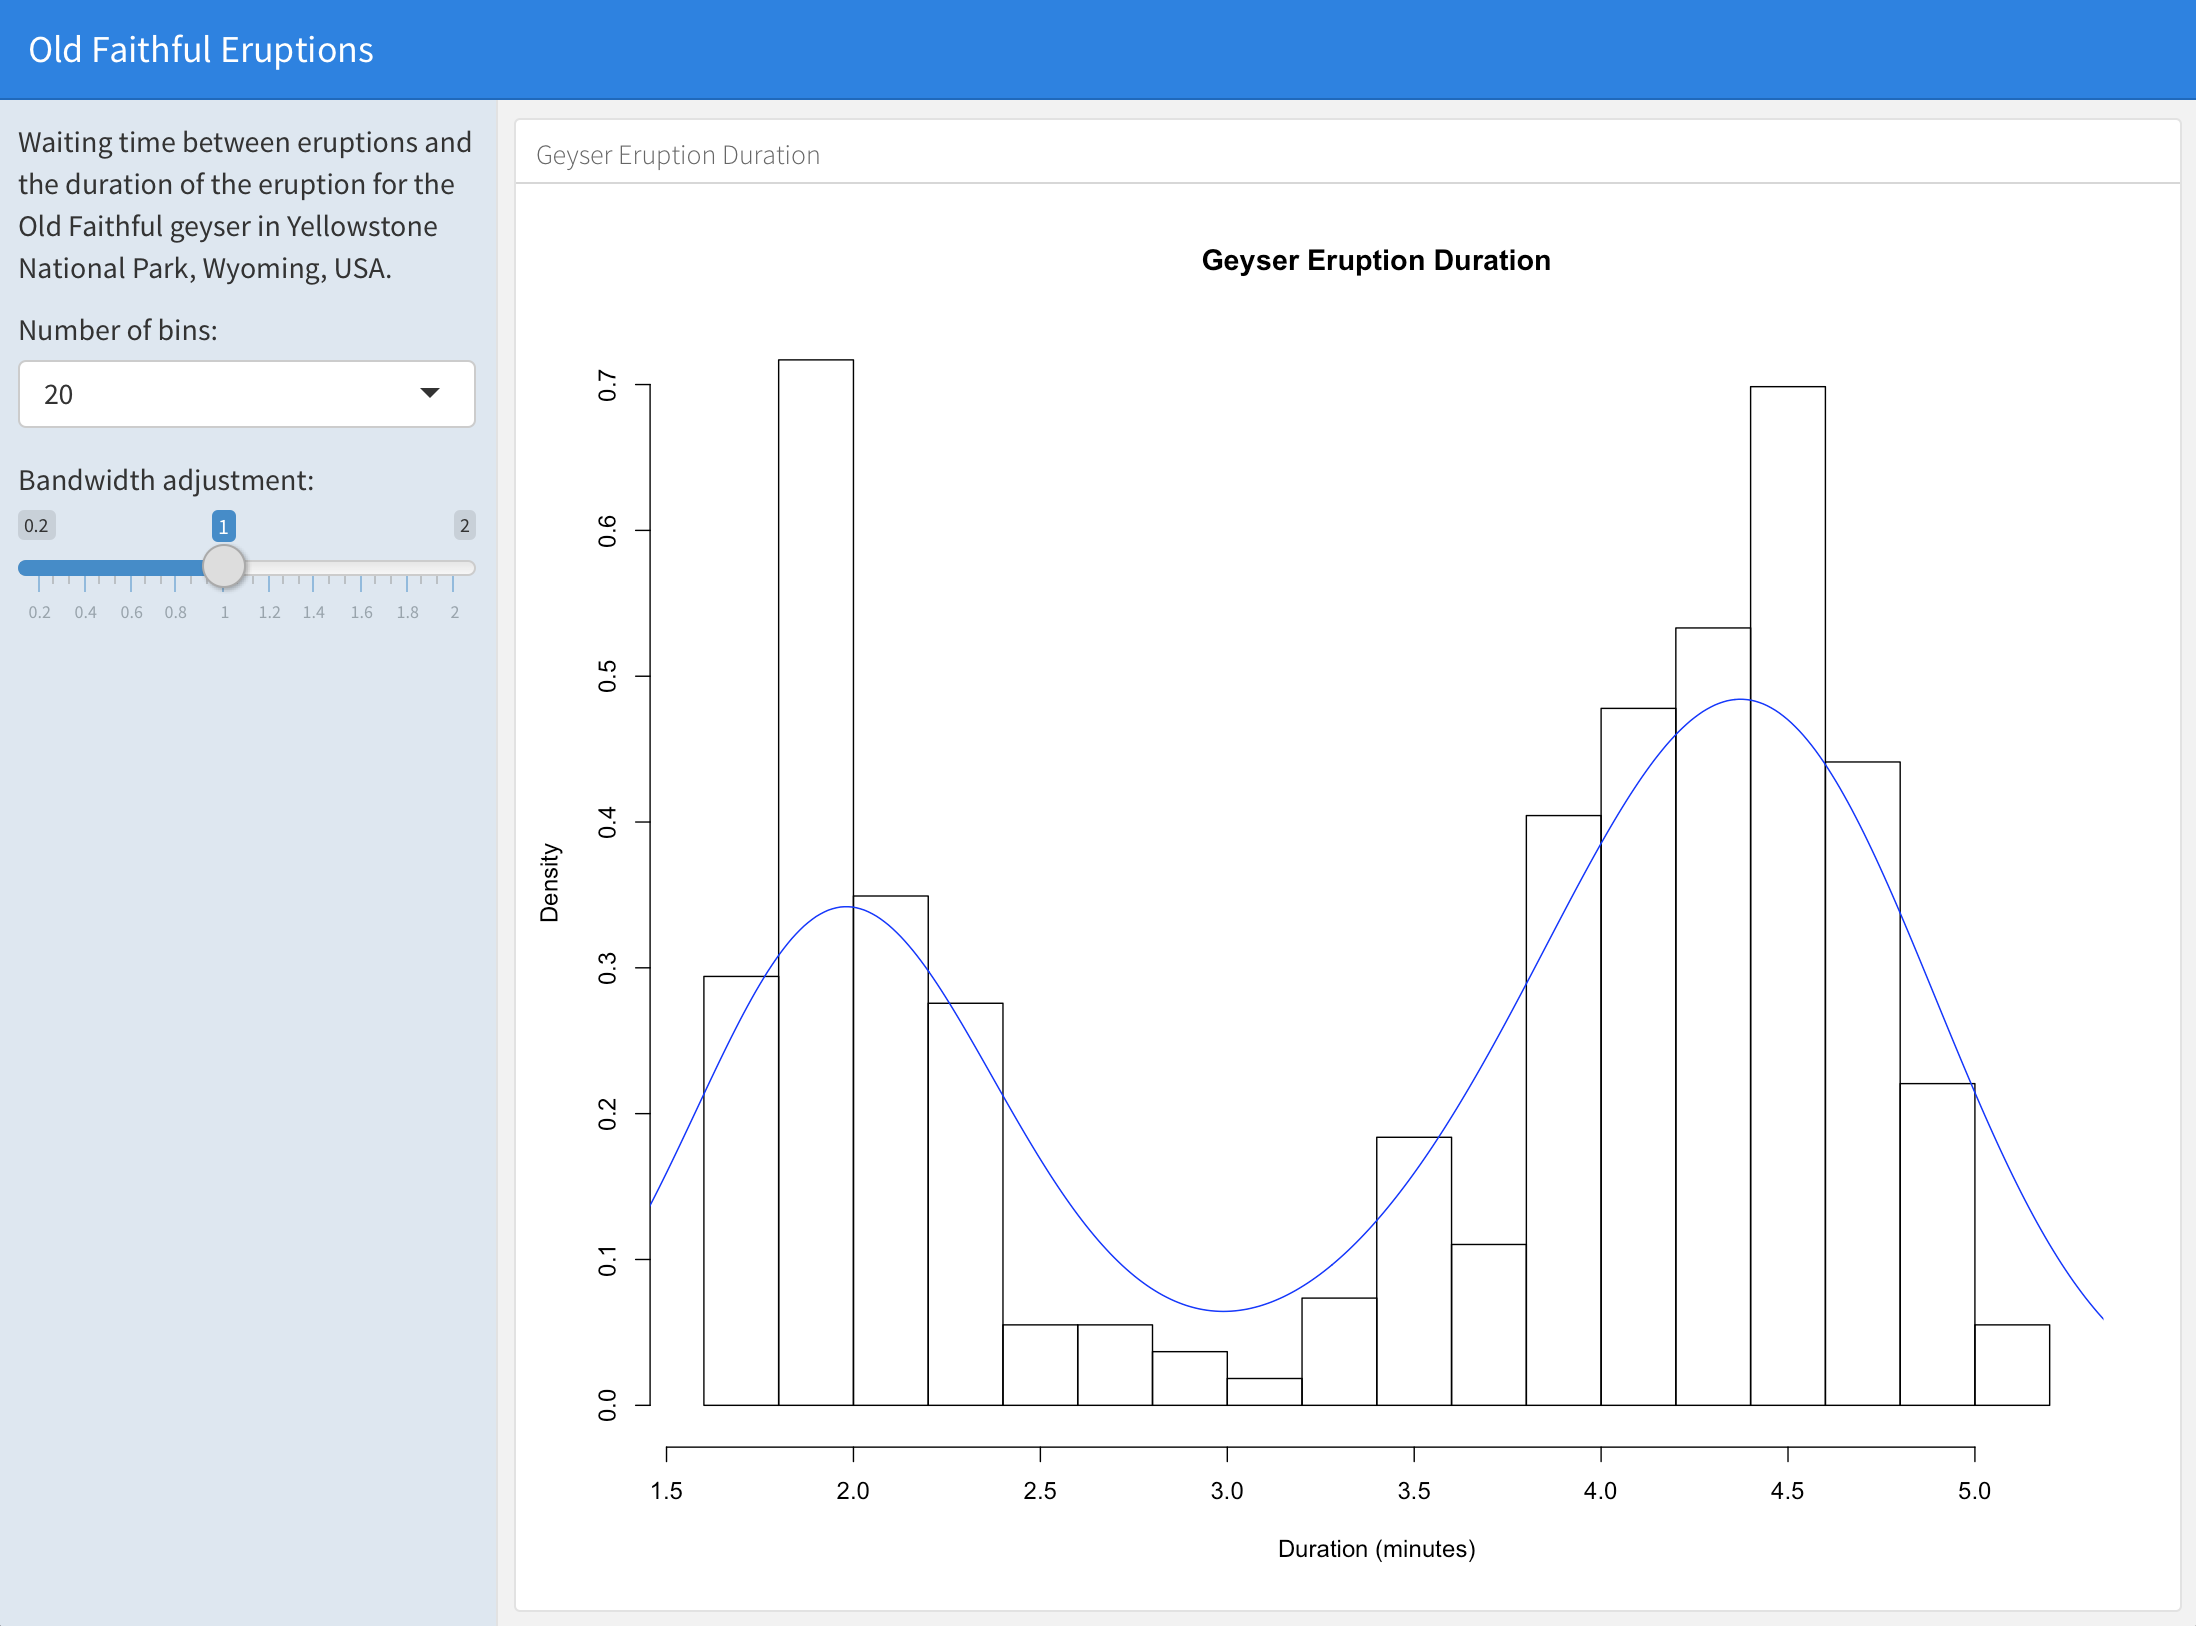 Old Faithful Eruptions
Waiting time between eruptions and
the duration of the eruption for the
Old Faithful geyser in Yellowstone
National Park, Wyoming, USA.
Number of bins:
20
Bandwidth adjustment:
0.2 1 2
0.2 0.4 0.6 0.8 1 1.2 1.4 1.6 1.8 2
Geyser Eruption Duration
Geyser Eruption Duration
Density
0.7
0.6
0.5
0.4
0.3
0.2
0.1
0.0
1.5 2.0 2.5 3.0 3.5 4.0 4.5 5.0
Duration (minutes)